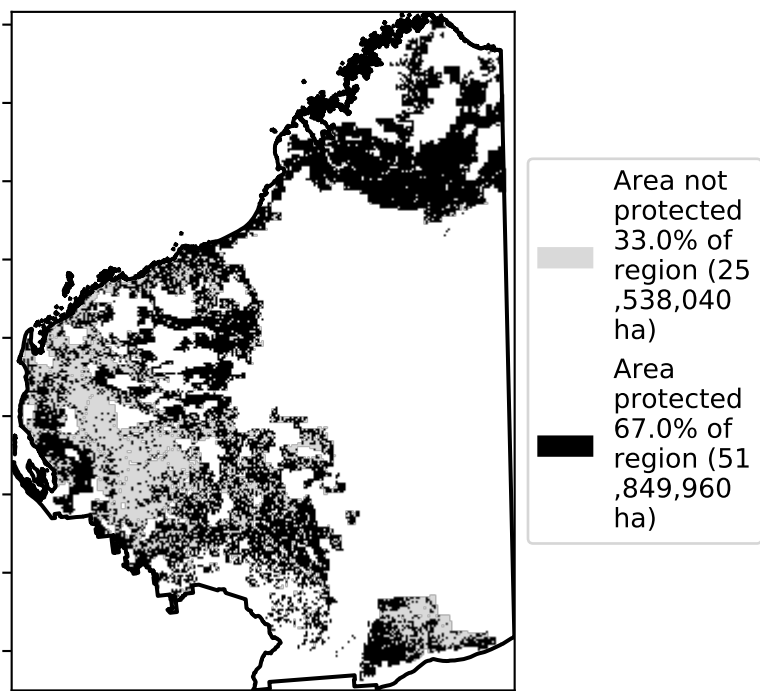 Area not
protected
33.0% of
region (25
,538,040
ha)
Area
protected
67.0% of
region (51
,849,960
ha)